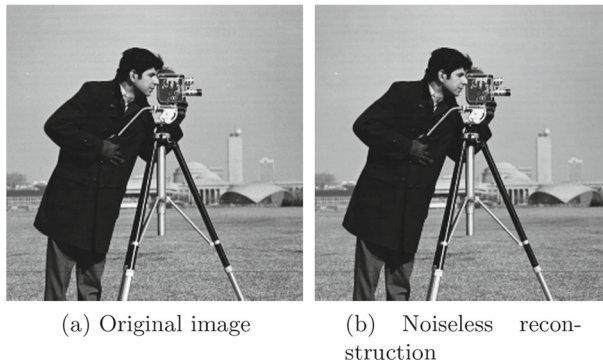 (a) Original image
(b) Noiseless recon-
struction